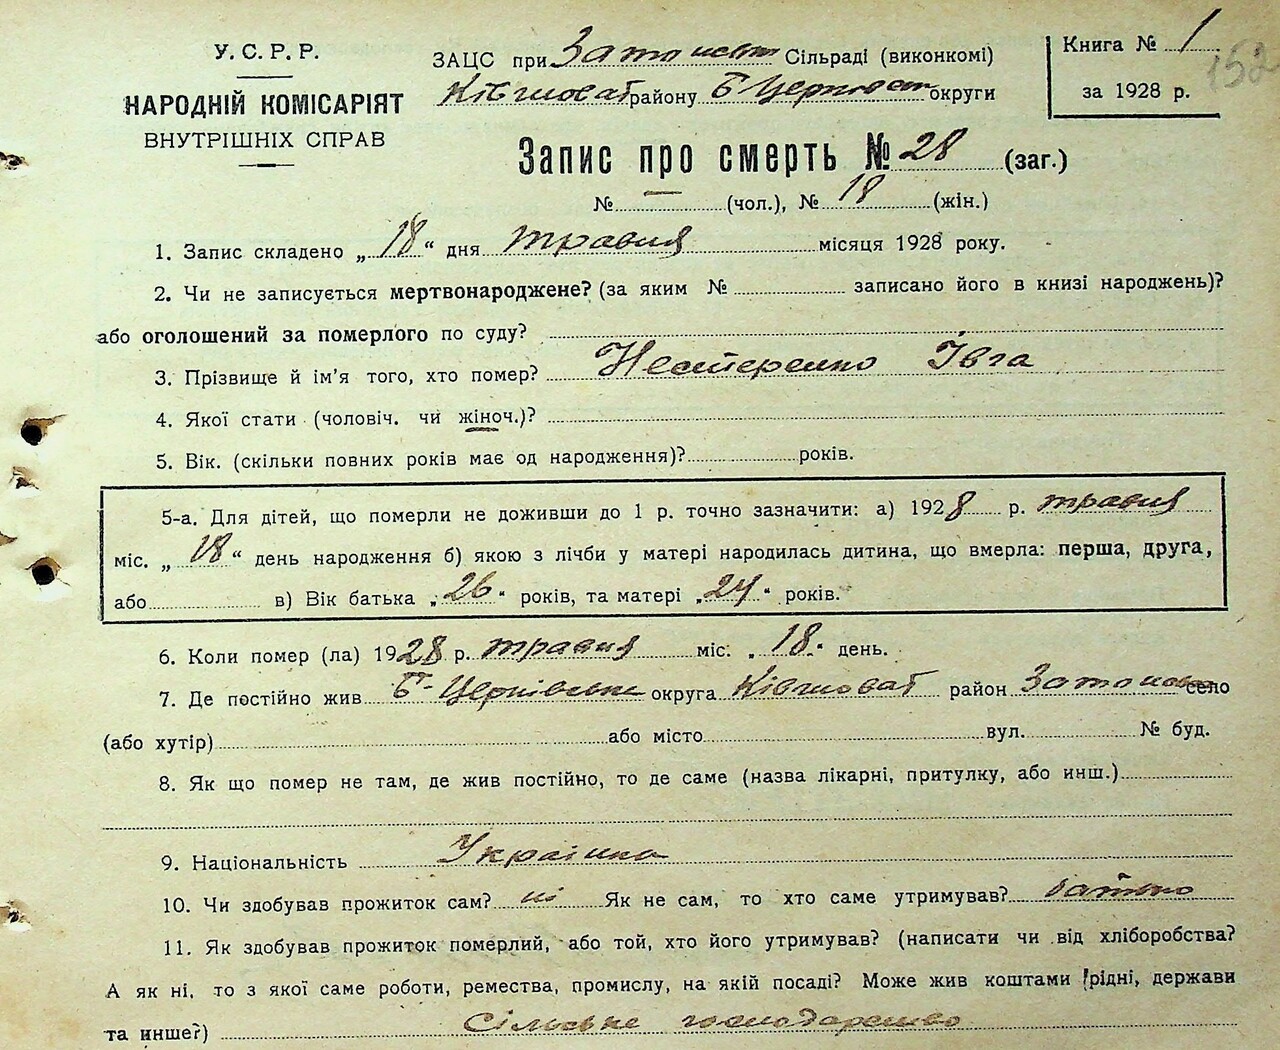 У.С.Р.Р.
НАРОДНІЙ КОМІСАРІЯТ
ВНУТРІШНІХ СПРАВ
ЗАЦС при Затонськ Сільраді (виконкомі)
Ківшоват району Б Церковськ округи
Книга № 1
за 1928 р.
152
Запис про смерть № 28 (заг.)
№ — (чол.), № 18 (жін.)
1. Запис складено „18“ дня травня місяця 1928 року.
2. Чи не записується мертвонароджене? (за яким № записано його в книзі народжень)?
або оголошений за померлого по суду?
3. Прізвище й ім'я того, хто помер? Нестеренко Івга
4. Якої стати (чоловіч. чи жіноч.)?
5. Вік. (скільки повних років має од народження)? років.
5-а. Для дітей, що померли не доживши до 1 р. точно зазначити: а) 1928 р. травня
міс. „18“ день народження б) якою з лічби у матері народилась дитина, що вмерла: перша, друга,
або в) Вік батька „26“ років, та матері „24“ років.
6. Коли помер (ла) 1928 р. травня міс. „18“ день.
7. Де постійно жив Б-Церківське округа Ківшоват район село
(або хутір) або місто вул. № буд.
8. Як що помер не там, де жив постійно, то де саме (назва лікарні, притулку, або инш.)
9. Національність Українка
10. Чи здобував прожиток сам? ні Як не сам, то хто саме утримував? батько
11. Як здобував прожиток померлий, або той, хто його утримував? (написати чи від хліборобства?
А як ні, то з якої саме роботи, ремества, промислу, на якій посаді? Може жив коштами рідні, держави
та инше?) Сільське господарство